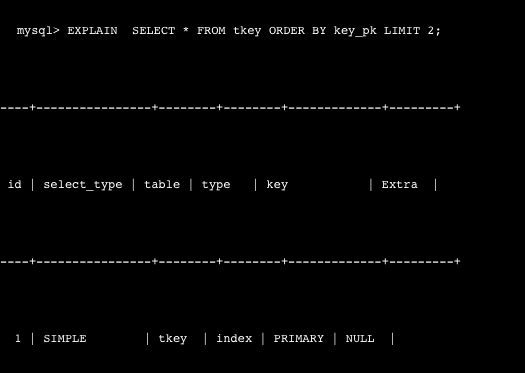 mysql> EXPLAIN  SELECT * FROM tkey ORDER BY key_pk LIMIT 2;
----+----------------+--------+--------+-------------+---------+
id | select_type | table | type   | key           | Extra  |
----+----------------+--------+--------+-------------+---------+
1 | SIMPLE        | tkey  | index | PRIMARY | NULL  |